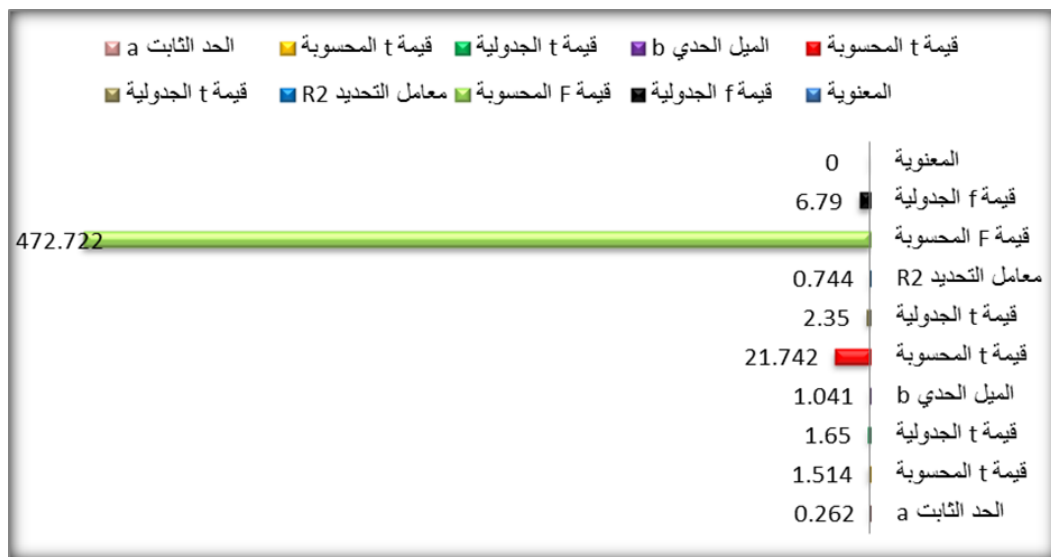 قيمة t المحسوبة الميل الحدي b قيمة t الجدولية قيمة t المحسوبة الحد الثابت a
المعنوية قيمة f الجدولية قيمة F المحسوبة معامل التحديد R2 قيمة t الجدولية
المعنوية 0
قيمة f الجدولية 6.79
قيمة F المحسوبة 472.722
معامل التحديد R2 0.744
قيمة t الجدولية 2.35
قيمة t المحسوبة 21.742
الميل الحدي b 1.041
قيمة t الجدولية 1.65
قيمة t المحسوبة 1.514
الحد الثابت a 0.262